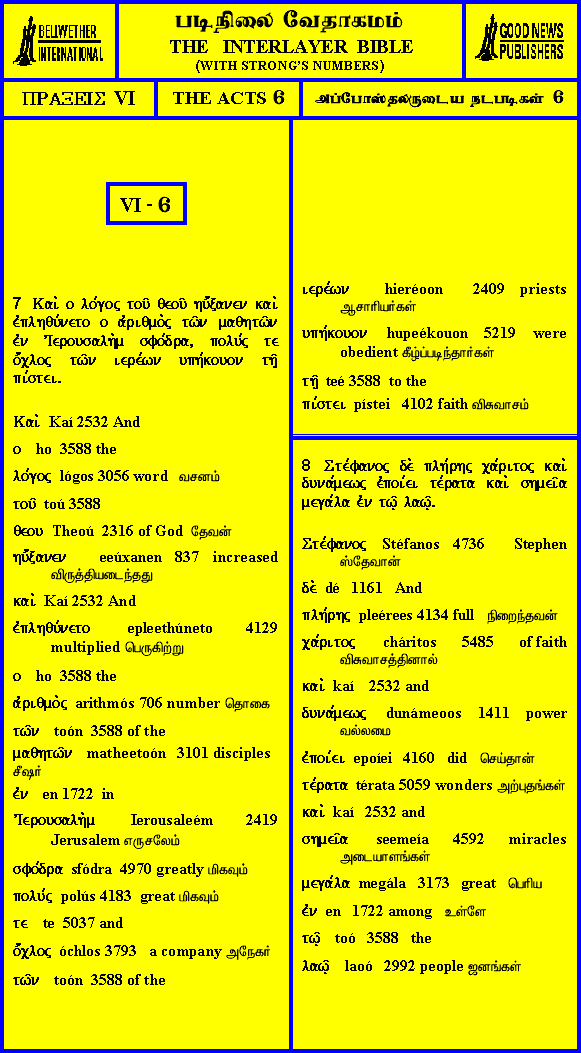 BELLWETHER
INTERNATIONAL
படிநிலை வேதாகமம்
THE INTERLAYER BIBLE
(WITH STRONG'S NUMBERS)
GOOD NEWS
PUBLISHERS
ΠΡΑΞΕΙΣ VI
THE ACTS 6
அப்போஸ்தலருடைய நடபடிகள் 6
VI - 6
7 Καὶ ο λόγος τοῦ θεοῦ ηὔξανεν καὶ
ἐπληθύνετο ο ἀριθμὸς τῶν μαθητῶν
ἐν Ἰερουσαλὴμ σφόδρα, πολύς τε
ὄχλος τῶν ιερέων υπήκουον τῇ
πίστει.
Καὶ Kaí 2532 And
ο ho 3588 the
λόγος lógos 3056 word வசனம்
τοῦ toú 3588
θεου Theoú 2316 of God தேவன்
ηὔξανεν eeúxanen 837 increased
விருத்தியடைந்தது
καὶ Kaí 2532 And
ἐπληθύνετο epleethúneto 4129
multiplied பெருகிற்று
ο ho 3588 the
ἀριθμὸς arithmós 706 number தொகை
τῶν toón 3588 of the
μαθητῶν matheetoón 3101 disciples
சீஷர்
ἐν en 1722 in
Ἰερουσαλὴμ Ierousaleém 2419
Jerusalem எருசலேம்
σφόδρα sfódra 4970 greatly மிகவும்
πολύς polús 4183 great மிகவும்
τε te 5037 and
ὄχλος óchlos 3793 a company அநேகர்
τῶν toón 3588 of the
ιερέων hieréoon 2409 priests
ஆசாரியர்கள்
υπήκουον hupeékouon 5219 were
obedient கீழ்ப்படிந்தார்கள்
τῇ teé 3588 to the
πίστει pístei 4102 faith விசுவாசம்
8 Στέφανος δὲ πλήρης χάριτος καὶ
δυνάμεως ἐποίει τέρατα καὶ σημεῖα
μεγάλα ἐν τῷ λαῷ.
Στέφανος Stéfanos 4736 Stephen
ஸ்தேவான்
δὲ dé 1161 And
πλήρης pleérees 4134 full நிறைந்தவன்
χάριτος cháritos 5485 of faith
விசுவாசத்தினால்
καὶ kaí 2532 and
δυνάμεως dunámeoos 1411 power
வல்லமை
ἐποίει epoíei 4160 did செய்தான்
τέρατα térata 5059 wonders அற்புதங்கள்
καὶ kaí 2532 and
σημεῖα seemeía 4592 miracles
அடையாளங்கள்
μεγάλα megála 3173 great பெரிய
ἐν en 1722 among உள்ளே
τῷ toó 3588 the
λαῷ laoó 2992 people ஜனங்கள்